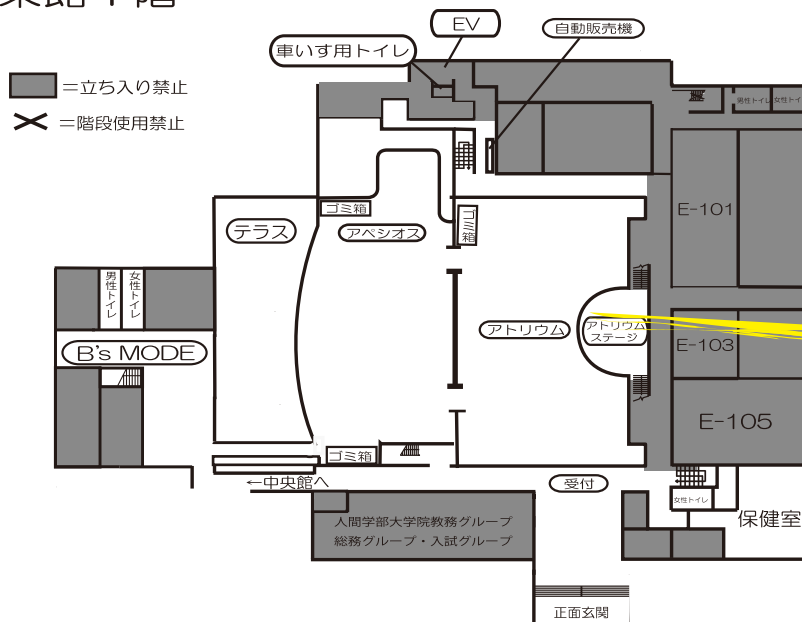 EV
自動販売機
車いす用トイレ
=立ち入り禁止
=階段使用禁止
男性トイレ
女性トイ
ゴミ箱
ゴミ箱
テラス
アペシオス
E-101
男性トイレ
女性トイレ
アトリウム
アトリウム
ステージ
E-103
B's MODE
E-105
ゴミ箱
←中央館へ
受付
女性トイレ
保健室
人間学部大学院教務グループ
総務グループ・入試グループ
正面玄関